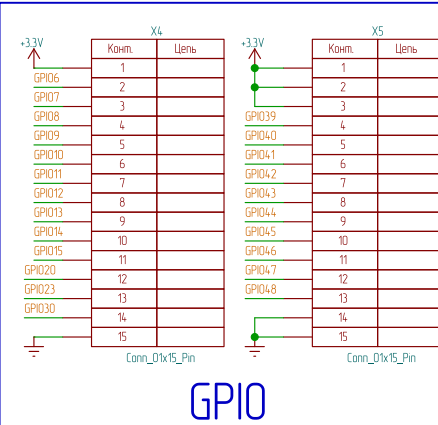 X4
+3.3V
Конт. Цепь
1
GPIO6
2
GPIO7
3
GPIO8
4
GPIO9
5
GPIO10
6
GPIO11
7
GPIO12
8
GPIO13
9
GPIO14
10
GPIO15
11
GPIO20
12
GPIO23
13
GPIO30
14
15
Conn_01x15_Pin
X5
+3.3V
Конт. Цепь
1
2
3
GPIO39
4
GPIO40
5
GPIO41
6
GPIO42
7
GPIO43
8
GPIO44
9
GPIO45
10
GPIO46
11
GPIO47
12
GPIO48
13
14
15
Conn_01x15_Pin
GPIO